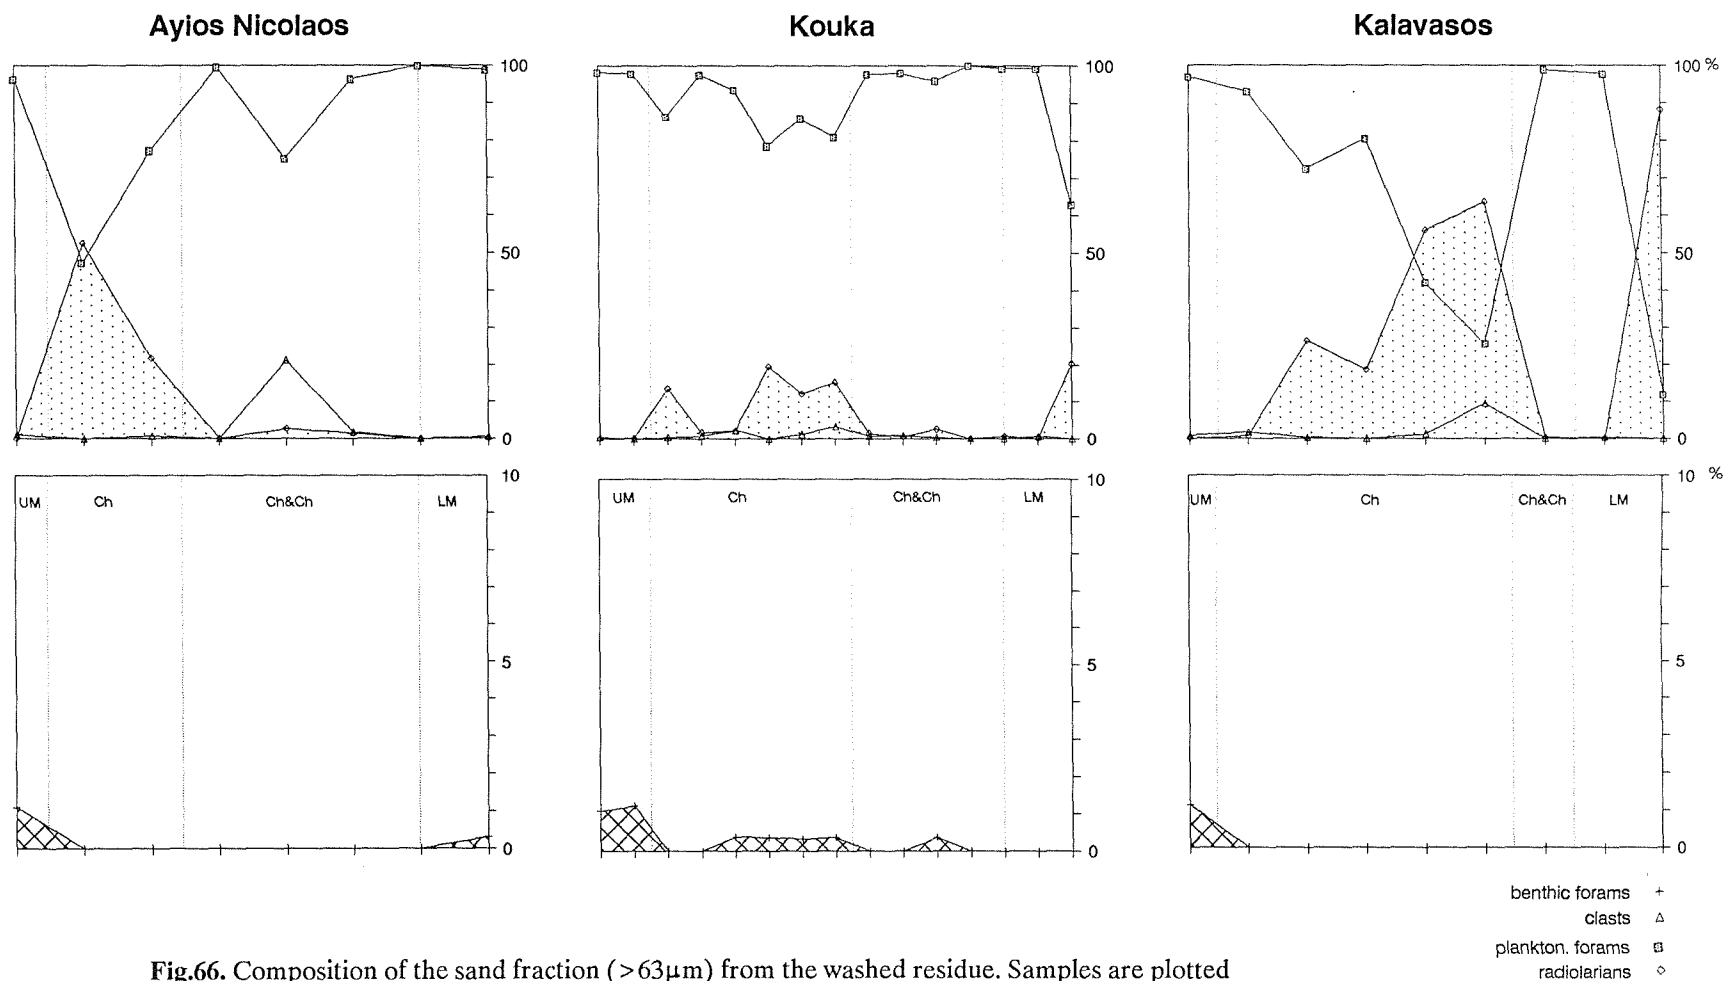 Ayios Nicolaos
Kouka
Kalavasos
100
50
0
100
50
0
100 %
50
0
10
5
0
UM Ch Ch&Ch LM
10
5
0
UM Ch Ch&Ch LM
10 %
5
0
UM Ch Ch&Ch LM
benthic forams
clasts
plankton. forams
radiolarians
Fig.66. Composition of the sand fraction (>63µm) from the washed residue. Samples are plotted